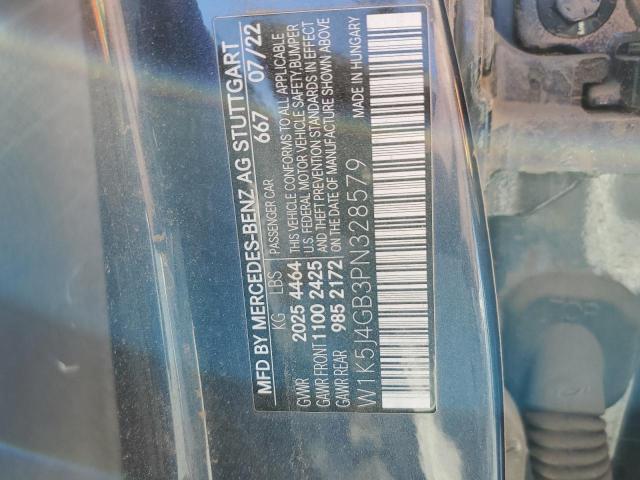 MFD BY MERCEDES-BENZ AG STUTTGART
667 07/22
KG LBS PASSENGER CAR
GWR 2025 4464 THIS VEHICLE CONFORMS TO ALL APPLICABLE
GAWR FRONT 1100 2425 U.S. FEDERAL MOTOR VEHICLE SAFETY, BUMPER
GAWR REAR 985 2172 AND THEFT PREVENTION STANDARDS IN EFFECT
ON THE DATE OF MANUFACTURE SHOWN ABOVE
W1K5J4GB3PN328579 MADE IN HUNGARY
TOP